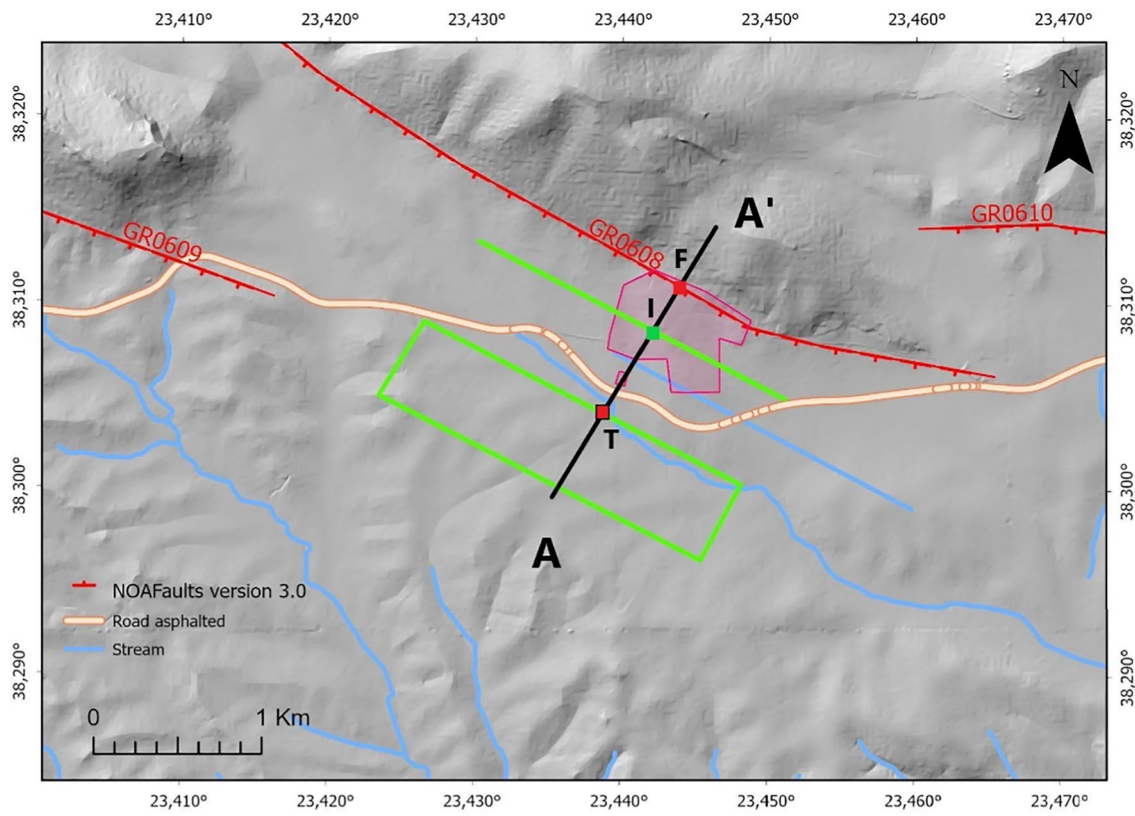 23,410° 23,420° 23,430° 23,440° 23,450° 23,460° 23,470°
38,320° 38,320°
N
A'
GR0610
GR0608
GR0609
F
38,310° 38,310°
I
T
38,300° 38,300°
A
NOAFaults version 3.0
Road asphalted
Stream
38,290° 38,290°
0 1 Km
23,410° 23,420° 23,430° 23,440° 23,450° 23,460° 23,470°